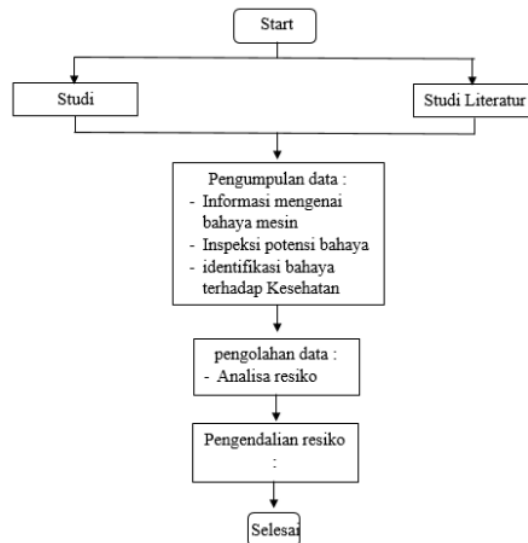 Start
Studi
Studi Literatur
Pengumpulan data :
- Informasi mengenai
bahaya mesin
- Inspeksi potensi bahaya
- identifikasi bahaya
terhadap Kesehatan
pengolahan data :
- Analisa resiko
Pengendalian resiko
:
Selesai